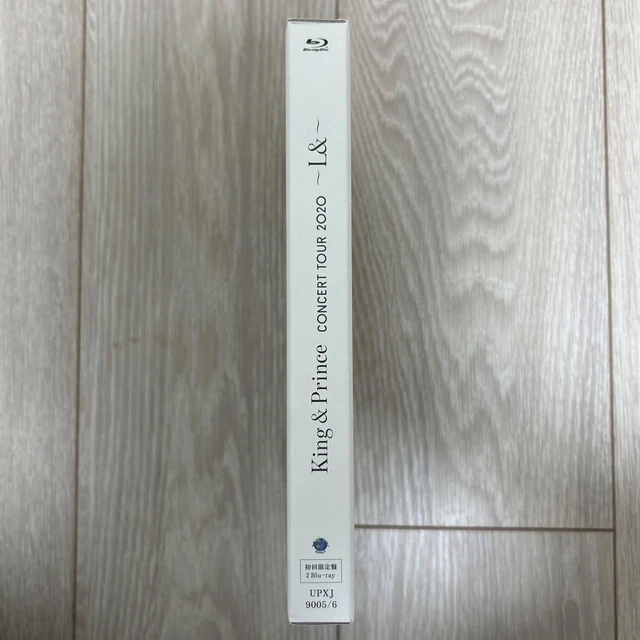 Blu-ray Disc
King & Prince CONCERT TOUR 2020 ～L&～
初回限定盤
2 Blu-ray
UPXJ
9005/6